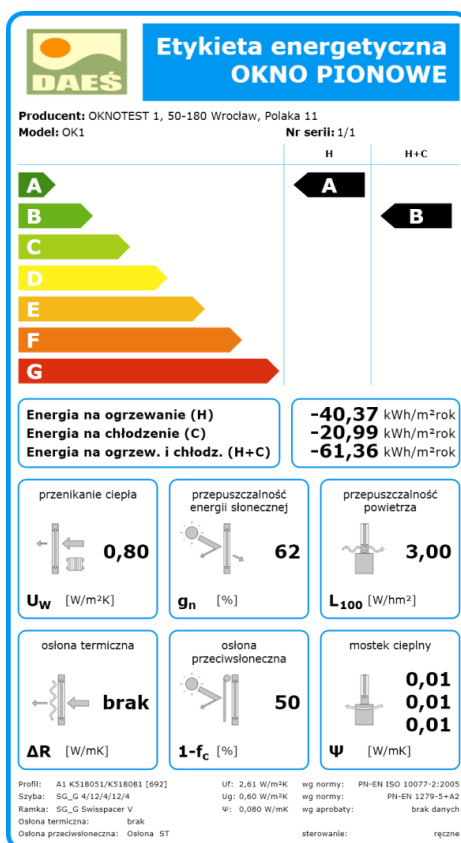 DAEŚ
Etykieta energetyczna
OKNO PIONOWE
Producent: OKNOTEST 1, 50-180 Wrocław, Polaka 11
Model: OK1 Nr serii: 1/1
H H+C
A A
B B
C
D
E
F
G
Energia na ogrzewanie (H) -40,37 kWh/m²rok
Energia na chłodzenie (C) -20,99 kWh/m²rok
Energia na ogrzew. i chłodz. (H+C) -61,36 kWh/m²rok
przenikanie ciepła
0,80
Uw [W/m²K]
przepuszczalność
energii słonecznej
62
gn [%]
przepuszczalność
powietrza
3,00
L100 [W/hm²]
osłona termiczna
brak
ΔR [W/mK]
osłona
przeciwsłoneczna
50
1-fc [%]
mostek cieplny
0,01
0,01
0,01
Ψ [W/mK]
Profil: A1 K518051/K518081 [692] Uf: 2,61 W/m²K wg normy: PN-EN ISO 10077-2:2005
Szyba: SG_G 4/12/4/12/4 Ug: 0,60 W/m²K wg normy: PN-EN 1279-5+A2
Ramka: SG_G Swisspacer V Ψ: 0,080 W/mK wg aprobaty: brak danych
Osłona termiczna: brak
Osłona przeciwsłoneczna: Osłona ST sterowanie: ręczne